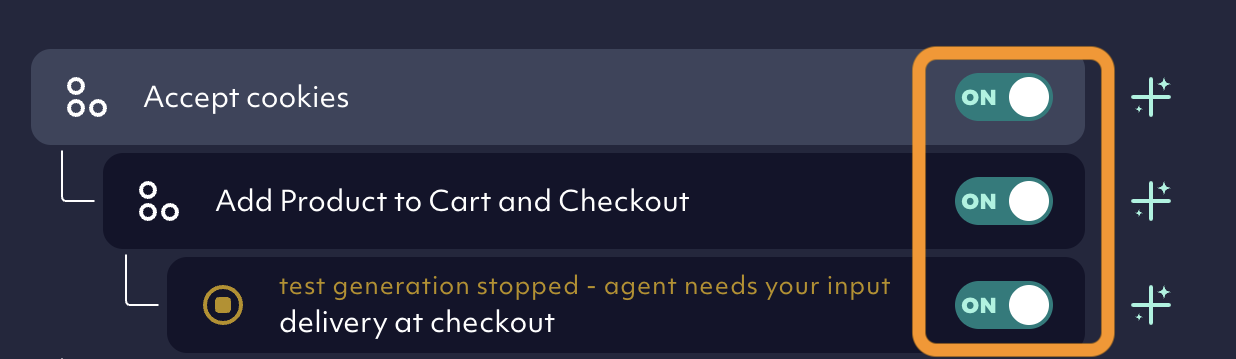 Accept cookies ON
Add Product to Cart and Checkout ON
test generation stopped - agent needs your input
delivery at checkout ON